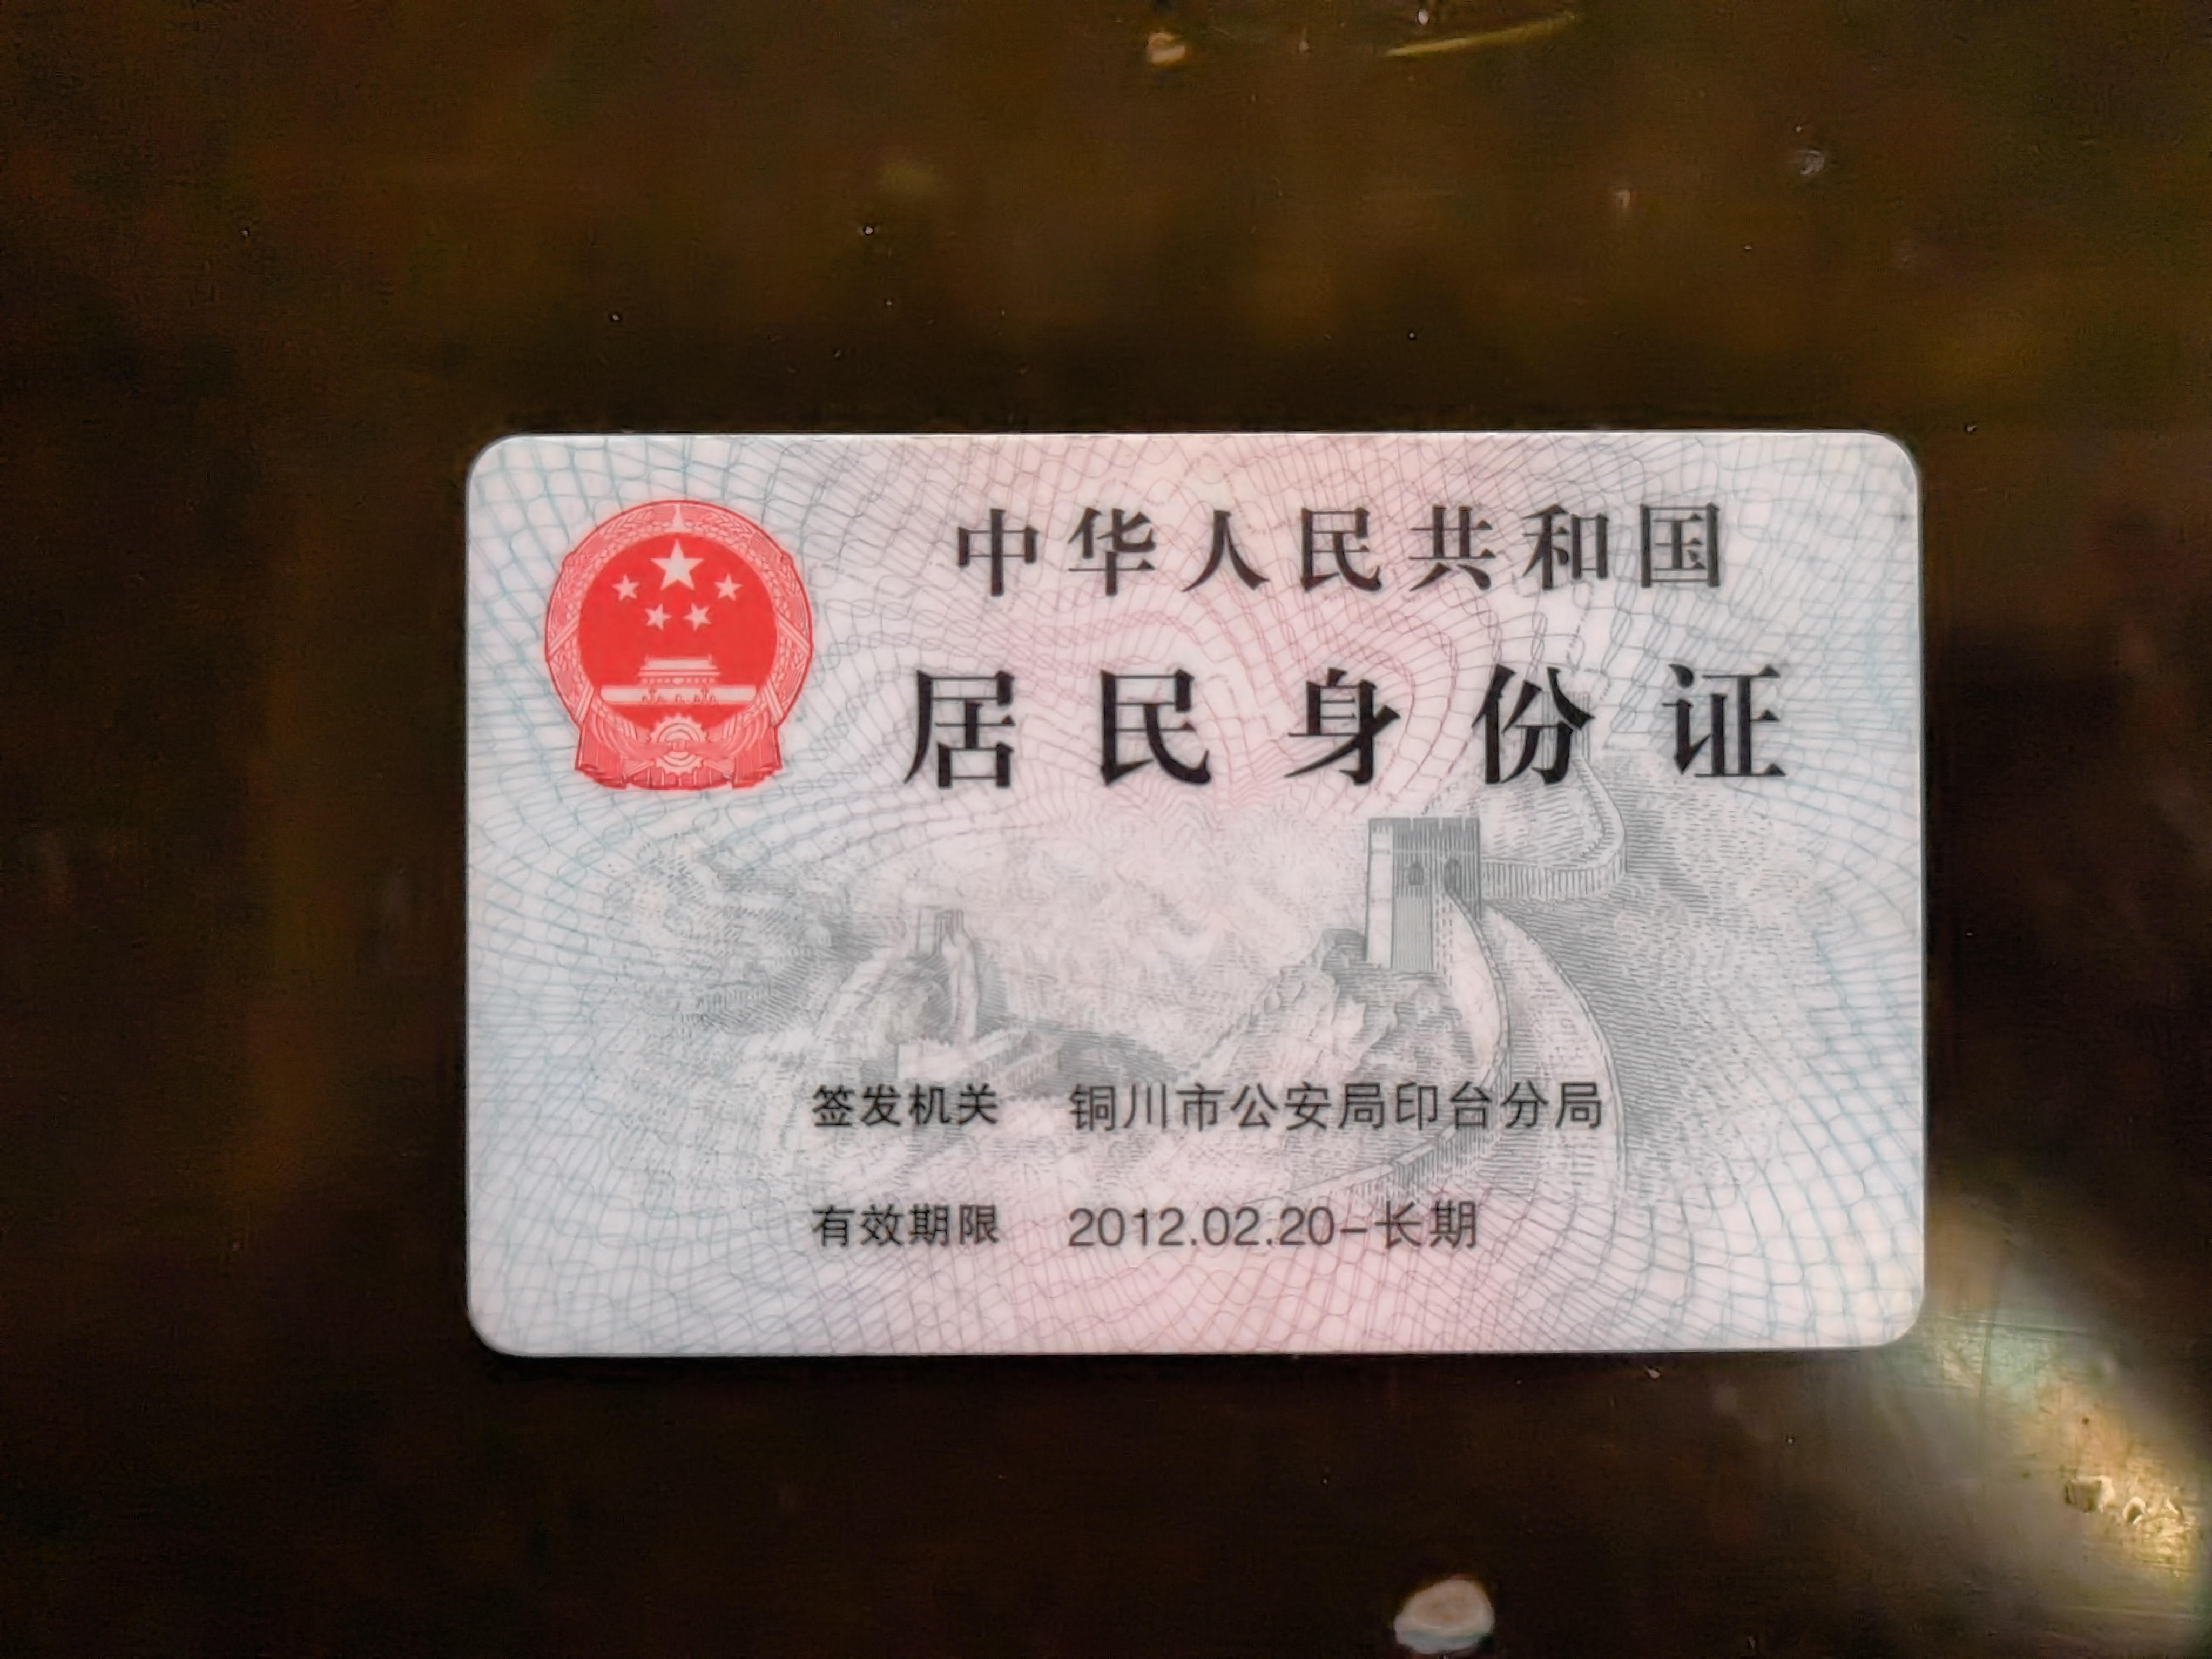 中华人民共和国
居民身份证
签发机关 铜川市公安局印台分局
有效期限 2012.02.20-长期